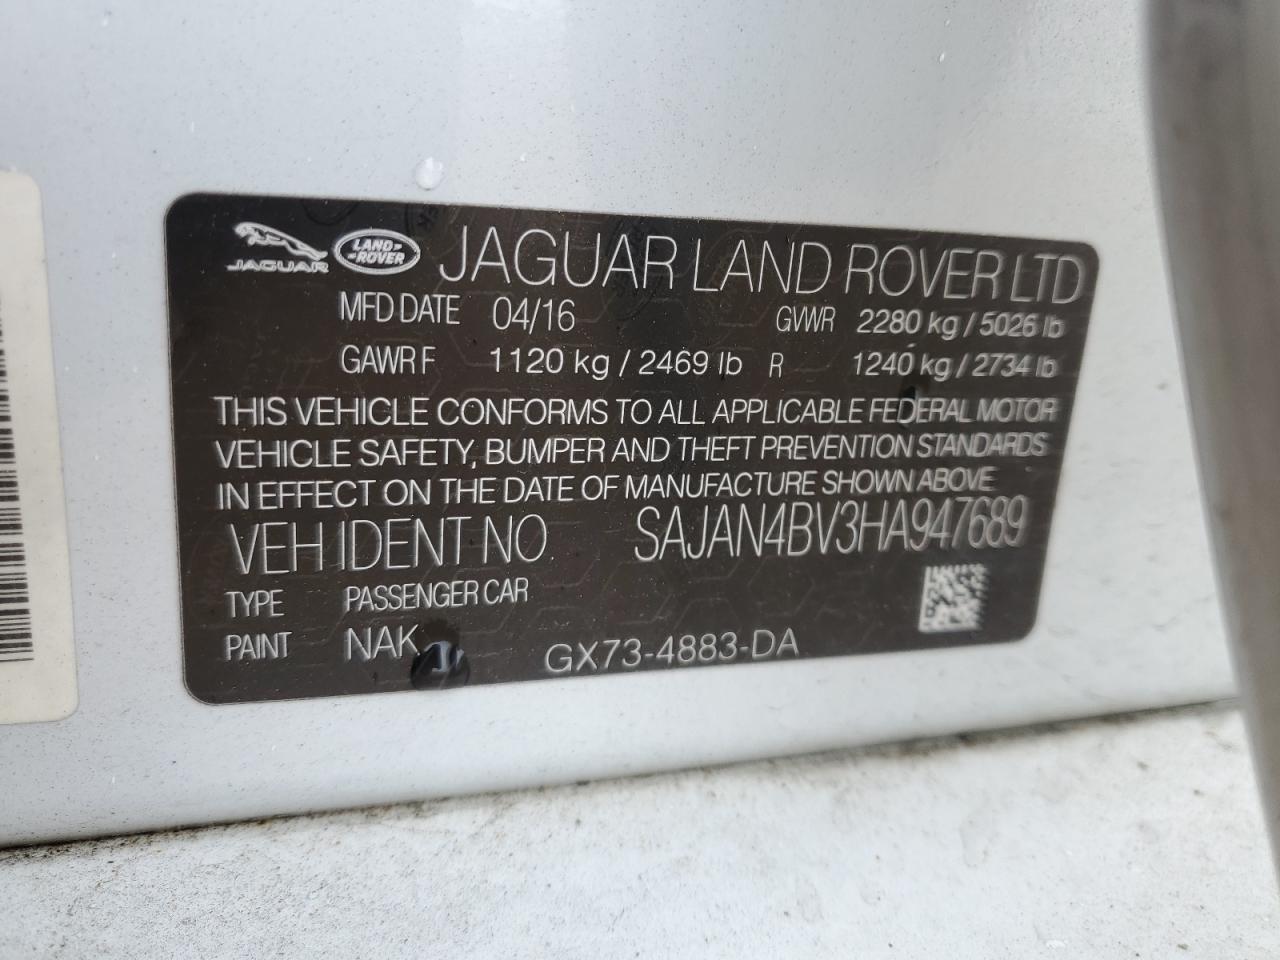 JAGUAR LAND ROVER JAGUAR LAND ROVER LTD
MFD DATE 04/16 GVWR 2280 kg / 5026 lb
GAWR F 1120 kg / 2469 lb R 1240 kg / 2734 lb
THIS VEHICLE CONFORMS TO ALL APPLICABLE FEDERAL MOTOR
VEHICLE SAFETY, BUMPER AND THEFT PREVENTION STANDARDS
IN EFFECT ON THE DATE OF MANUFACTURE SHOWN ABOVE
VEH IDENT NO SAJAN4BV3HA947689
TYPE PASSENGER CAR
PAINT NAK 1 GX73-4883-DA